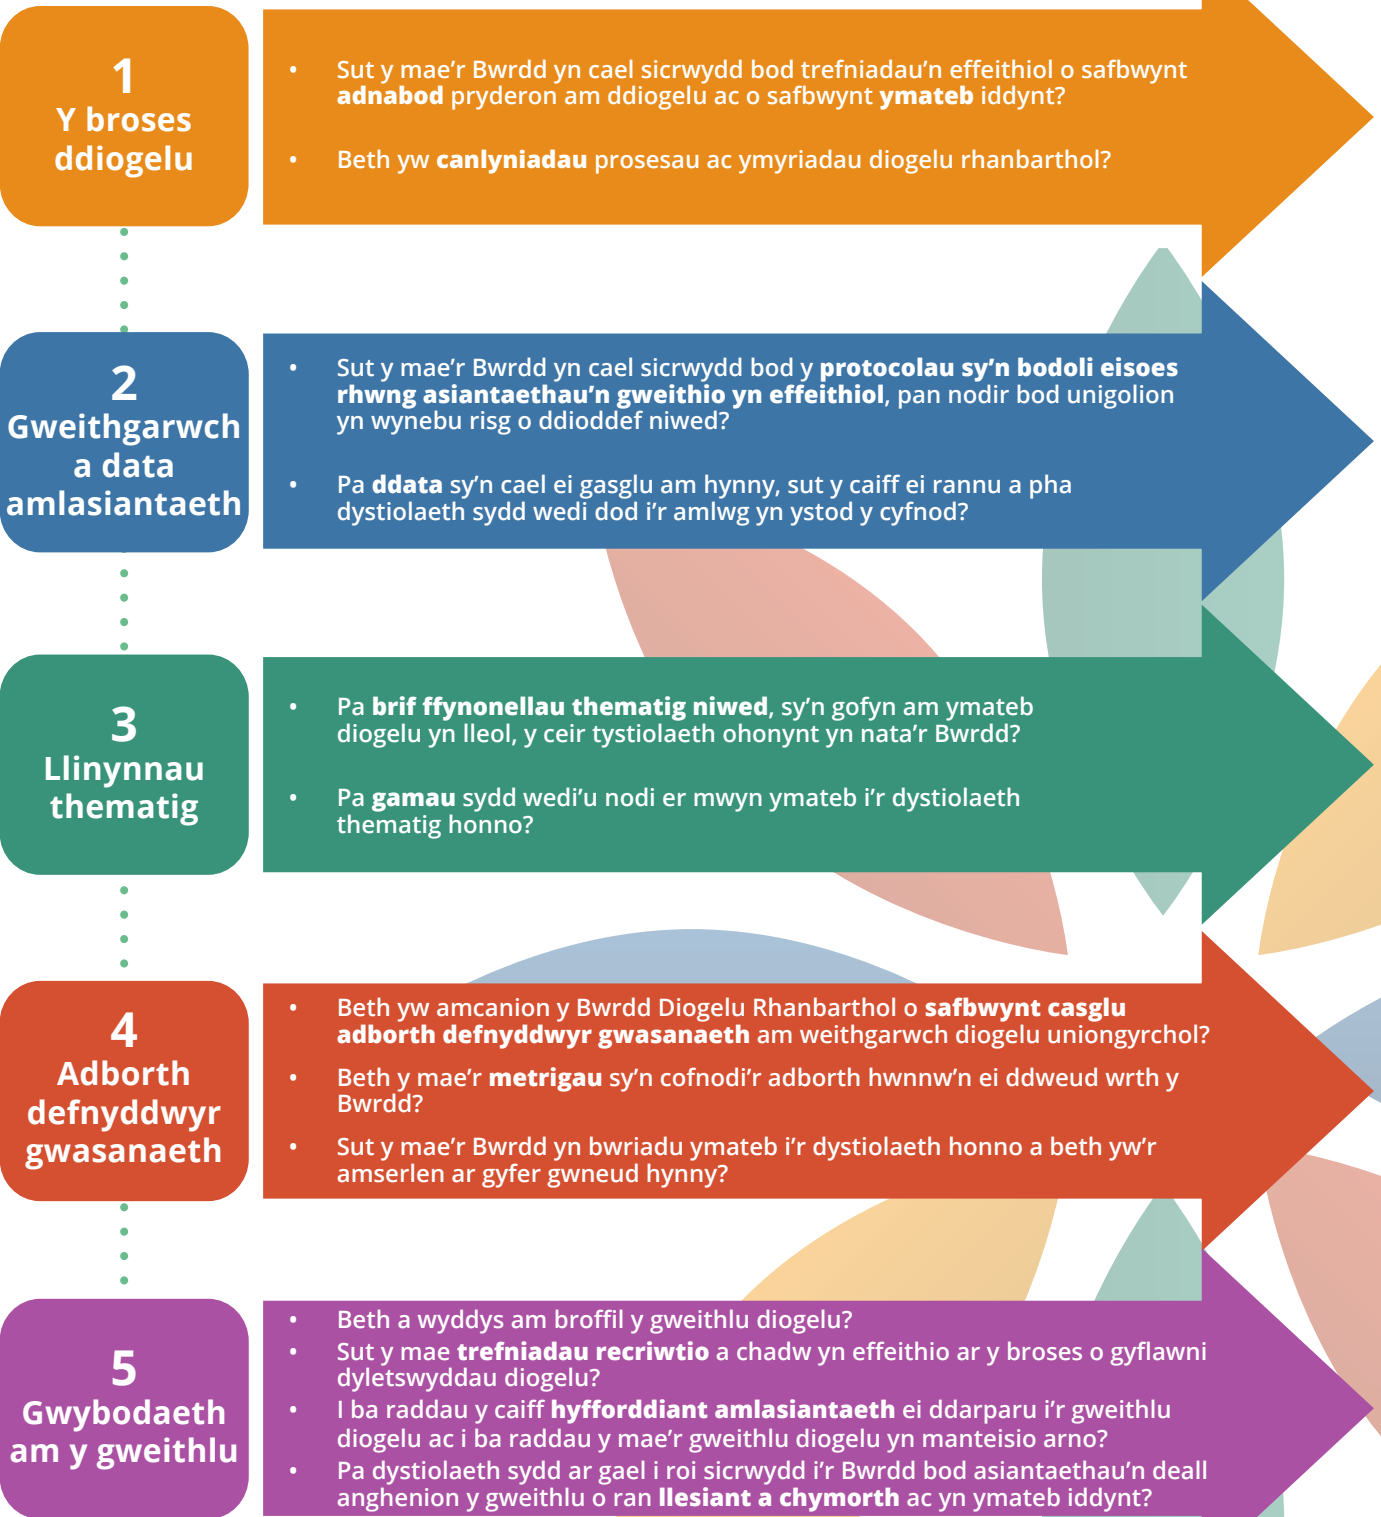 1
Y broses
ddiogelu
• Sut y mae'r Bwrdd yn cael sicrwydd bod trefniadau'n effeithiol o safbwynt
adnabod pryderon am ddiogelu ac o safbwynt ymateb iddynt?
• Beth yw canlyniadau prosesau ac ymyriadau diogelu rhanbarthol?
2
Gweithgarwch
a data
amlasiantaeth
• Sut y mae'r Bwrdd yn cael sicrwydd bod y protocolau sy'n bodoli eisoes
rhwng asiantaethau'n gweithio yn effeithiol, pan nodir bod unigolion
yn wynebu risg o ddioddef niwed?
• Pa ddata sy'n cael ei gasglu am hynny, sut y caiff ei rannu a pha
dystiolaeth sydd wedi dod i'r amlwg yn ystod y cyfnod?
3
Llinynnau
thematig
• Pa brif ffynonellau thematig niwed, sy'n gofyn am ymateb
diogelu yn lleol, y ceir tystiolaeth ohonynt yn nata'r Bwrdd?
• Pa gamau sydd wedi'u nodi er mwyn ymateb i'r dystiolaeth
thematig honno?
4
Adborth
defnyddwyr
gwasanaeth
• Beth yw amcanion y Bwrdd Diogelu Rhanbarthol o safbwynt casglu
adborth defnyddwyr gwasanaeth am weithgarwch diogelu uniongyrchol?
• Beth y mae'r metrigau sy'n cofnodi'r adborth hwnnw'n ei ddweud wrth y
Bwrdd?
• Sut y mae'r Bwrdd yn bwriadu ymateb i'r dystiolaeth honno a beth yw'r
amserlen ar gyfer gwneud hynny?
5
Gwybodaeth
am y gweithlu
• Beth a wyddys am broffil y gweithlu diogelu?
• Sut y mae trefniadau recriwtio a chadw yn effeithio ar y broses o gyflawni
dyletswyddau diogelu?
• I ba raddau y caiff hyfforddiant amlasiantaeth ei ddarparu i'r gweithlu
diogelu ac i ba raddau y mae'r gweithlu diogelu yn manteisio arno?
• Pa dystiolaeth sydd ar gael i roi sicrwydd i'r Bwrdd bod asiantaethau'n deall
anghenion y gweithlu o ran llesiant a chymorth ac yn ymateb iddynt?